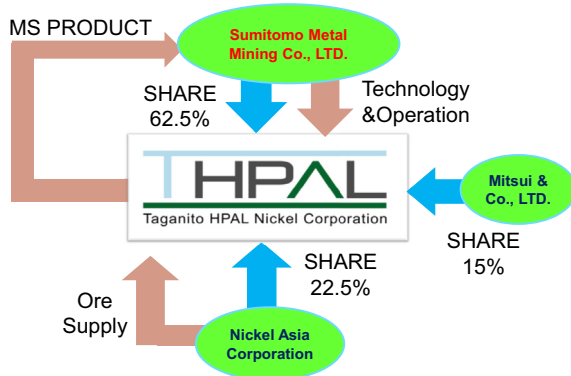 MS PRODUCT
Sumitomo Metal
Mining Co., LTD.
SHARE
62.5%
Technology
&Operation
THPAL
Taganito HPAL Nickel Corporation
Mitsui &
Co., LTD.
SHARE
15%
SHARE
22.5%
Ore
Supply
Nickel Asia
Corporation